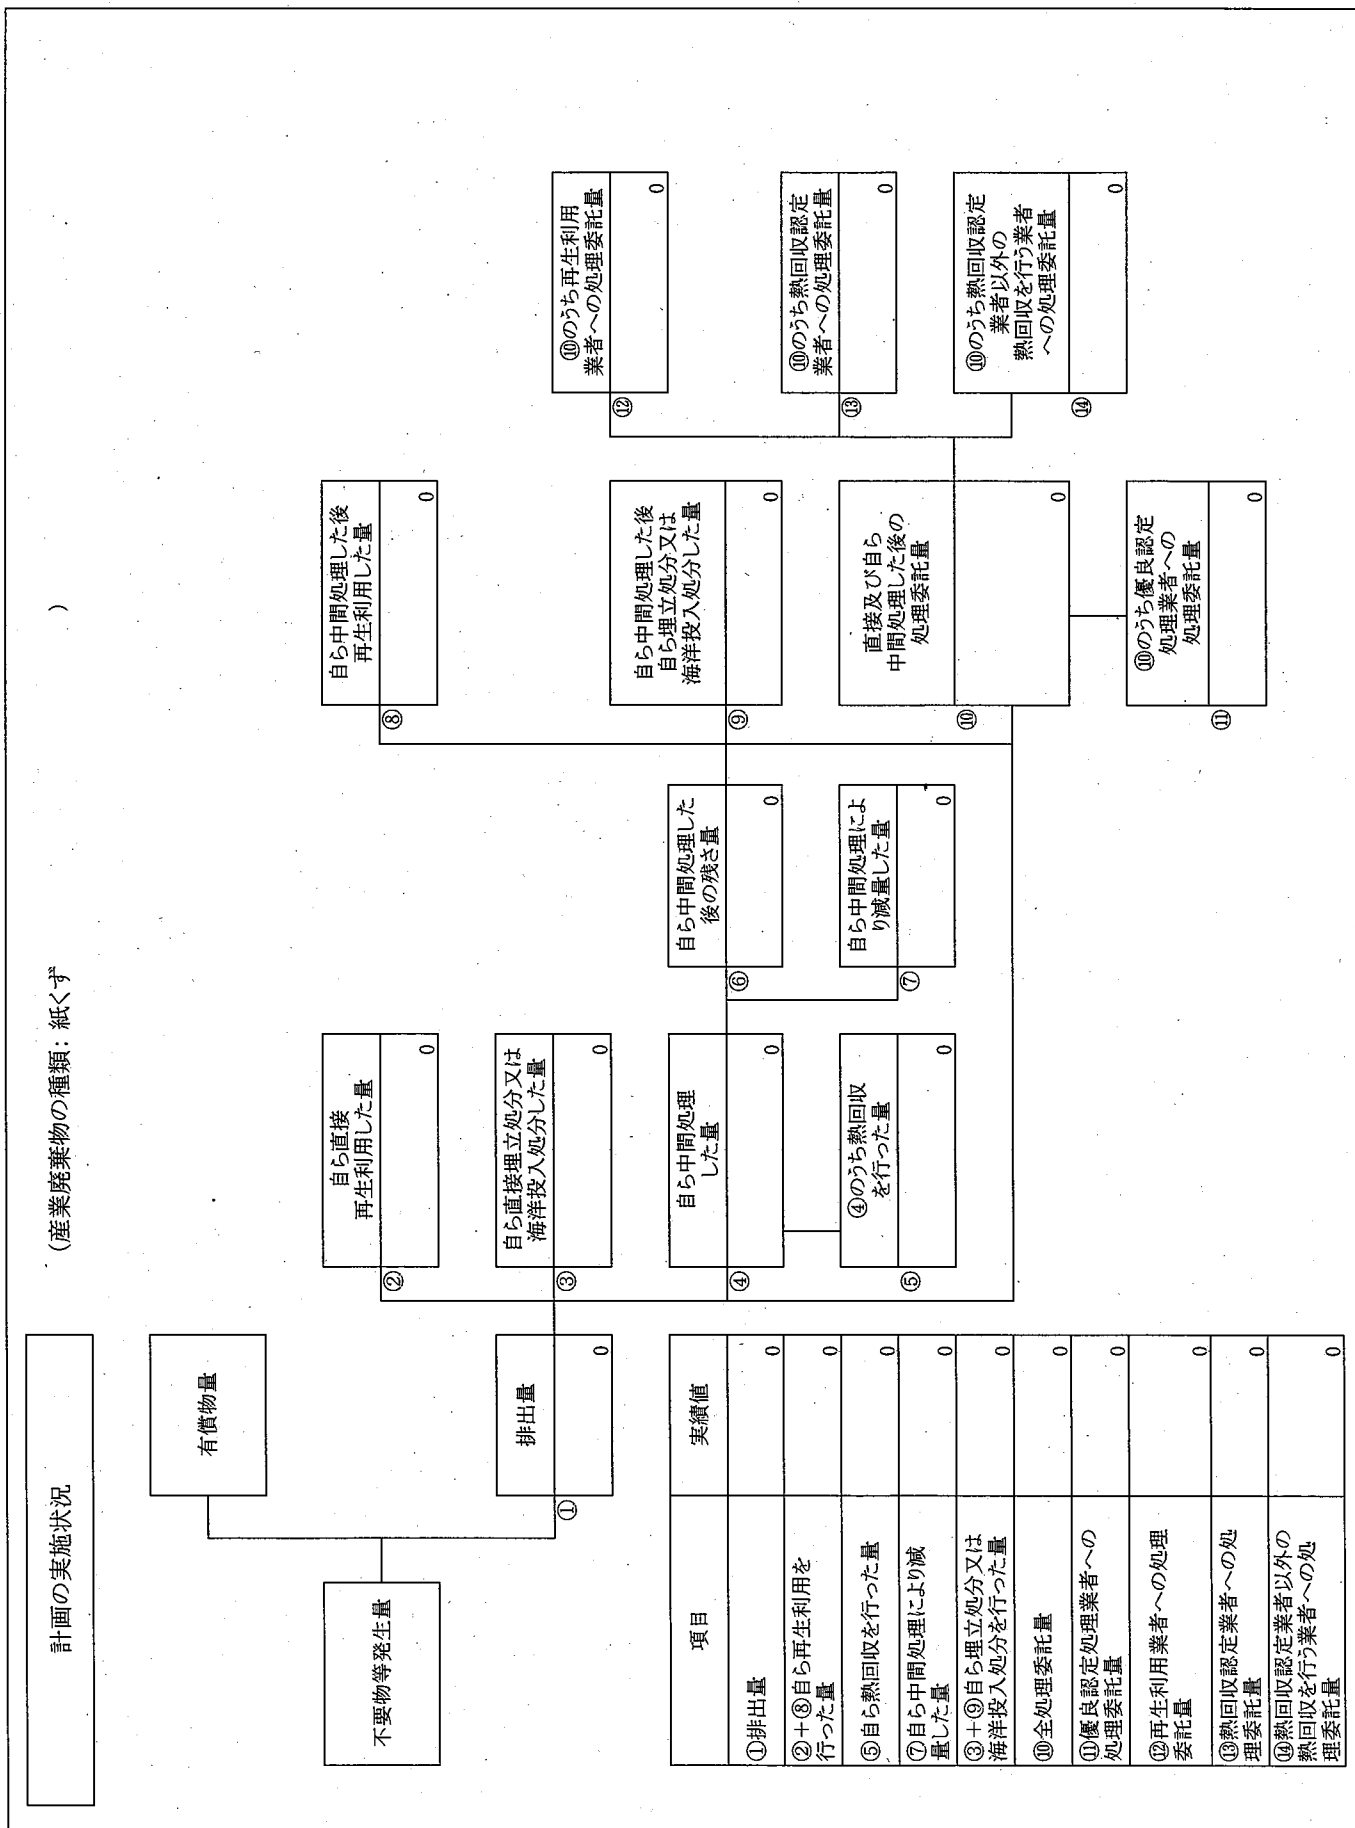 計画の実施状況
(産業廃棄物の種類：紙くず　)
不要物等発生量
有償物量
①
排出量
0
②
自ら直接
再生利用した量
0
③
自ら直接埋立処分又は
海洋投入処分した量
0
④
自ら中間処理
した量
0
⑤
④のうち熱回収
を行った量
0
⑥
自ら中間処理した
後の残さ量
0
⑦
自ら中間処理によ
り減量した量
0
⑧
自ら中間処理した後
再生利用した量
0
⑨
自ら中間処理した後
自ら埋立処分又は
海洋投入処分した量
0
⑩
直接及び自ら
中間処理した後の
処理委託量
0
⑪
⑩のうち優良認定
処理業者への
処理委託量
0
⑫
⑩のうち再生利用
業者への処理委託量
0
⑬
⑩のうち熱回収認定
業者への処理委託量
0
⑭
⑩のうち熱回収認定
業者以外の
熱回収を行う業者
への処理委託量
0
項目 実績値
①排出量 0
②＋⑧自ら再生利用を
行った量 0
⑤自ら熱回収を行った量 0
⑦自ら中間処理により減
量した量 0
③＋⑨自ら埋立処分又は
海洋投入処分を行った量 0
⑩全処理委託量 0
⑪優良認定処理業者への
処理委託量 0
⑫再生利用業者への処理
委託量 0
⑬熱回収認定業者への処
理委託量 0
⑭熱回収認定業者以外の
熱回収を行う業者への処
理委託量 0